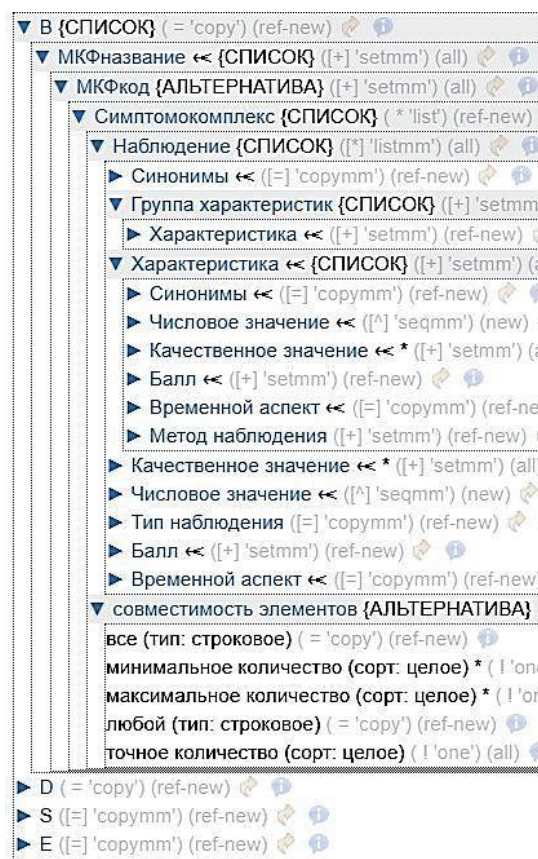 ▼ В {СПИСОК} ( = 'copy') (ref-new)
▼ МКФназвание ⤙ {СПИСОК} ([+] 'setmm') (all)
▼ МКФкод {АЛЬТЕРНАТИВА} ([+] 'setmm') (all)
▼ Симптомокомплекс {СПИСОК} ( * 'list') (ref-new)
▼ Наблюдение {СПИСОК} ([*] 'listmm') (all)
► Синонимы ⤙ ([=] 'copymm') (ref-new)
▼ Группа характеристик {СПИСОК} ([+] 'setmm
► Характеристика ⤙ ([+] 'setmm') (ref-new)
▼ Характеристика ⤙ {СПИСОК} ([+] 'setmm') (a
► Синонимы ⤙ ([=] 'copymm') (ref-new)
► Числовое значение ⤙ ([^] 'seqmm') (new)
► Качественное значение ⤙ * ([+] 'setmm') (a
► Балл ⤙ ([+] 'setmm') (ref-new)
► Временной аспект ⤙ ([=] 'copymm') (ref-ne
► Метод наблюдения ([+] 'setmm') (ref-new)
► Качественное значение ⤙ * ([+] 'setmm') (all)
► Числовое значение ⤙ ([^] 'seqmm') (new)
► Тип наблюдения ([=] 'copymm') (ref-new)
► Балл ⤙ ([+] 'setmm') (ref-new)
► Временной аспект ⤙ ([=] 'copymm') (ref-new)
▼ совместимость элементов {АЛЬТЕРНАТИВА}
все (тип: строковое) ( = 'copy') (ref-new)
минимальное количество (сорт: целое) * ( ! 'one
максимальное количество (сорт: целое) * ( ! 'on
любой (тип: строковое) ( = 'copy') (ref-new)
точное количество (сорт: целое) ( ! 'one') (all)
► D ( = 'copy') (ref-new)
► S ([=] 'copymm') (ref-new)
► E ([=] 'copymm') (ref-new)